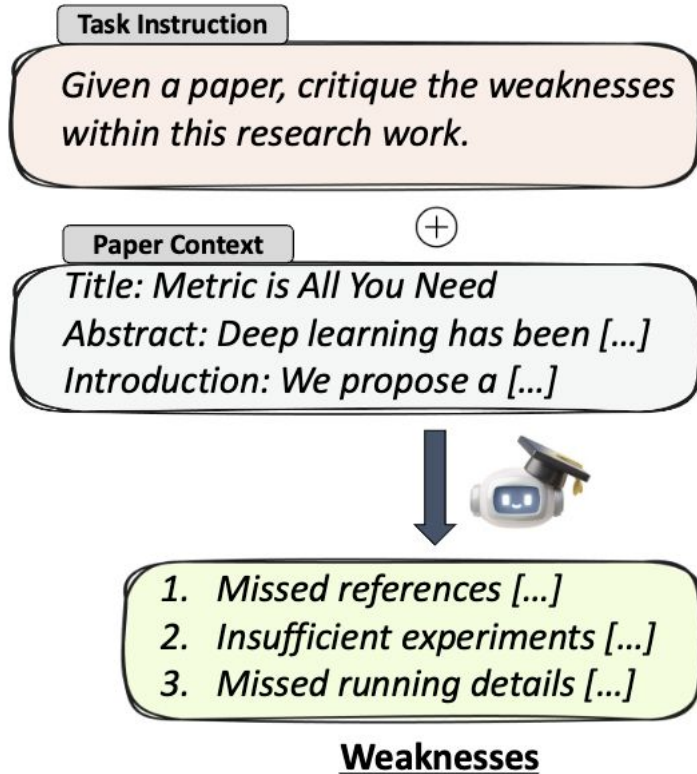 Task Instruction
Given a paper, critique the weaknesses
within this research work.
Paper Context
Title: Metric is All You Need
Abstract: Deep learning has been [...]
Introduction: We propose a [...]
1. Missed references [...]
2. Insufficient experiments [...]
3. Missed running details [...]
Weaknesses